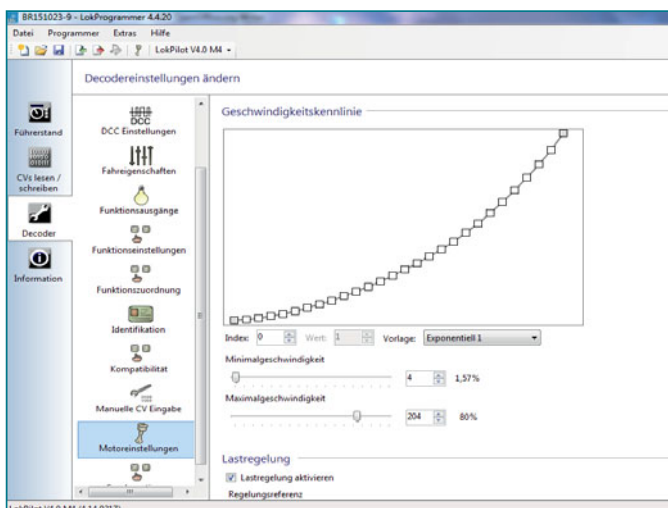 BR151023-9 - LokProgrammer 4.4.20
Datei Programmer Extras Hilfe
LokPilot V4.0 M4
Decodereinstellungen ändern
Führerstand
CVs lesen /
schreiben
Decoder
Information
DCC
DCC Einstellungen
Fahreigenschaften
Funktionsausgänge
Funktionseinstellungen
Funktionszuordnung
Identifikation
Kompatibilität
Manuelle CV Eingabe
Motoreinstellungen
Geschwindigkeitskennlinie
Index: 0 Wert: 1 Vorlage: Exponentiell 1
Minimalgeschwindigkeit
4 1,57%
Maximalgeschwindigkeit
204 80%
Lastregelung
Lastregelung aktivieren
Regelungsreferenz